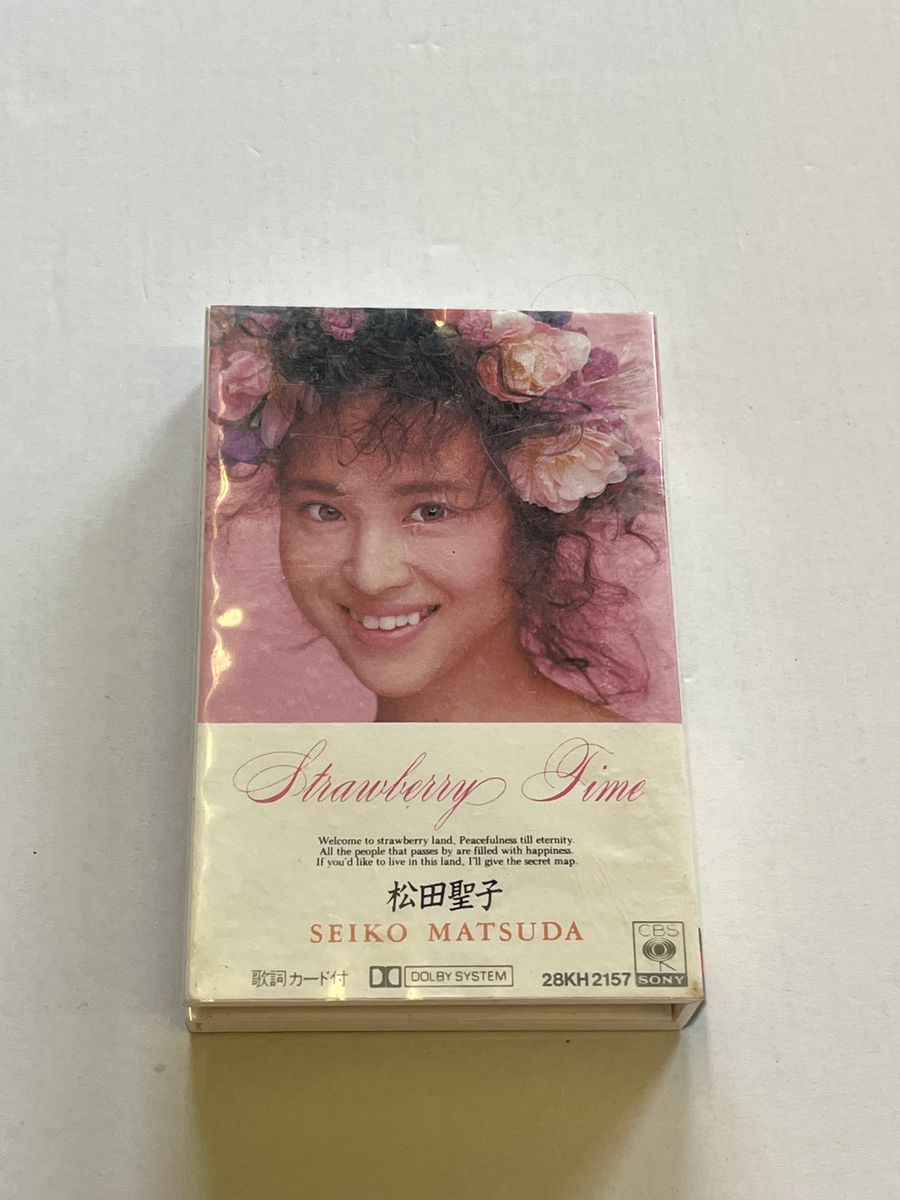 Strawberry Time
Welcome to strawberry land, Peacefulness till eternity.
All the people that passes by are filled with happiness.
If you'd like to live in this land, I'll give the secret map.
松田聖子
SEIKO MATSUDA
CBS
歌詞カード付 DOLBY SYSTEM 28KH2157 SONY